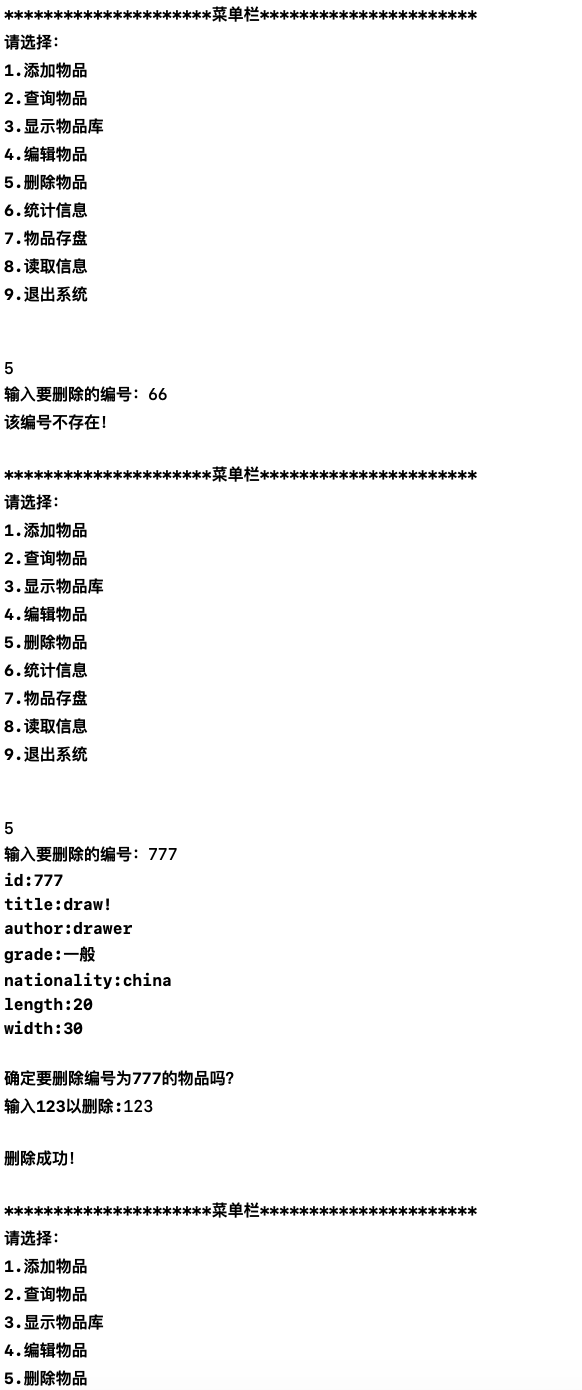 *********************菜单栏**********************
请选择：
1.添加物品
2.查询物品
3.显示物品库
4.编辑物品
5.删除物品
6.统计信息
7.物品存盘
8.读取信息
9.退出系统
5
输入要删除的编号：66
该编号不存在！
*********************菜单栏**********************
请选择：
1.添加物品
2.查询物品
3.显示物品库
4.编辑物品
5.删除物品
6.统计信息
7.物品存盘
8.读取信息
9.退出系统
5
输入要删除的编号：777
id:777
title:draw!
author:drawer
grade:一般
nationality:china
length:20
width:30
确定要删除编号为777的物品吗？
输入123以删除:123
删除成功！
*********************菜单栏**********************
请选择：
1.添加物品
2.查询物品
3.显示物品库
4.编辑物品
5.删除物品